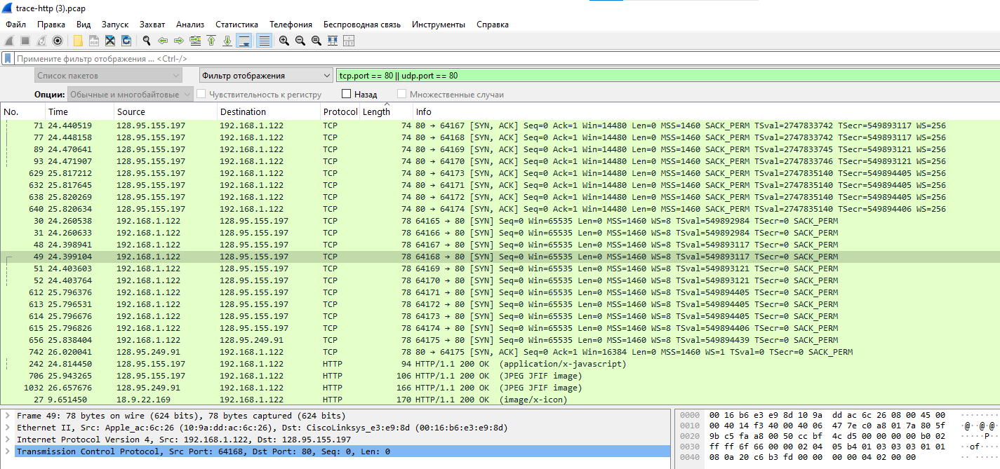 trace-http (3).pcap
Файл Правка Вид Запуск Захват Анализ Статистика Телефония Беспроводная связь Инструменты Справка
Примените фильтр отображения ... <Ctrl-/>
Список пакетов Фильтр отображения tcp.port == 80 || udp.port == 80
Опции: Обычные и многобайтовые Чувствительность к регистру Назад Множественные случаи
No. Time Source Destination Protocol Length Info
71 24.440519 128.95.155.197 192.168.1.122 TCP 74 80 → 64167 [SYN, ACK] Seq=0 Ack=1 Win=14480 Len=0 MSS=1460 SACK_PERM TSval=2747833742 TSecr=549893117 WS=256
77 24.448158 128.95.155.197 192.168.1.122 TCP 74 80 → 64168 [SYN, ACK] Seq=0 Ack=1 Win=14480 Len=0 MSS=1460 SACK_PERM TSval=2747833742 TSecr=549893117 WS=256
89 24.470641 128.95.155.197 192.168.1.122 TCP 74 80 → 64169 [SYN, ACK] Seq=0 Ack=1 Win=14480 Len=0 MSS=1460 SACK_PERM TSval=2747833745 TSecr=549893121 WS=256
93 24.471907 128.95.155.197 192.168.1.122 TCP 74 80 → 64170 [SYN, ACK] Seq=0 Ack=1 Win=14480 Len=0 MSS=1460 SACK_PERM TSval=2747833746 TSecr=549893121 WS=256
629 25.817212 128.95.155.197 192.168.1.122 TCP 74 80 → 64173 [SYN, ACK] Seq=0 Ack=1 Win=14480 Len=0 MSS=1460 SACK_PERM TSval=2747835140 TSecr=549894405 WS=256
632 25.817645 128.95.155.197 192.168.1.122 TCP 74 80 → 64171 [SYN, ACK] Seq=0 Ack=1 Win=14480 Len=0 MSS=1460 SACK_PERM TSval=2747835140 TSecr=549894405 WS=256
638 25.820269 128.95.155.197 192.168.1.122 TCP 74 80 → 64172 [SYN, ACK] Seq=0 Ack=1 Win=14480 Len=0 MSS=1460 SACK_PERM TSval=2747835140 TSecr=549894405 WS=256
640 25.820634 128.95.155.197 192.168.1.122 TCP 74 80 → 64174 [SYN, ACK] Seq=0 Ack=1 Win=14480 Len=0 MSS=1460 SACK_PERM TSval=2747835140 TSecr=549894406 WS=256
30 24.260538 192.168.1.122 128.95.155.197 TCP 78 64165 → 80 [SYN] Seq=0 Win=65535 Len=0 MSS=1460 WS=8 TSval=549892984 TSecr=0 SACK_PERM
31 24.260633 192.168.1.122 128.95.155.197 TCP 78 64166 → 80 [SYN] Seq=0 Win=65535 Len=0 MSS=1460 WS=8 TSval=549892984 TSecr=0 SACK_PERM
48 24.398941 192.168.1.122 128.95.155.197 TCP 78 64167 → 80 [SYN] Seq=0 Win=65535 Len=0 MSS=1460 WS=8 TSval=549893117 TSecr=0 SACK_PERM
49 24.399104 192.168.1.122 128.95.155.197 TCP 78 64168 → 80 [SYN] Seq=0 Win=65535 Len=0 MSS=1460 WS=8 TSval=549893117 TSecr=0 SACK_PERM
51 24.403603 192.168.1.122 128.95.155.197 TCP 78 64169 → 80 [SYN] Seq=0 Win=65535 Len=0 MSS=1460 WS=8 TSval=549893121 TSecr=0 SACK_PERM
52 24.403764 192.168.1.122 128.95.155.197 TCP 78 64170 → 80 [SYN] Seq=0 Win=65535 Len=0 MSS=1460 WS=8 TSval=549893121 TSecr=0 SACK_PERM
612 25.796376 192.168.1.122 128.95.155.197 TCP 78 64171 → 80 [SYN] Seq=0 Win=65535 Len=0 MSS=1460 WS=8 TSval=549894405 TSecr=0 SACK_PERM
613 25.796531 192.168.1.122 128.95.155.197 TCP 78 64172 → 80 [SYN] Seq=0 Win=65535 Len=0 MSS=1460 WS=8 TSval=549894405 TSecr=0 SACK_PERM
614 25.796676 192.168.1.122 128.95.155.197 TCP 78 64173 → 80 [SYN] Seq=0 Win=65535 Len=0 MSS=1460 WS=8 TSval=549894405 TSecr=0 SACK_PERM
615 25.796826 192.168.1.122 128.95.155.197 TCP 78 64174 → 80 [SYN] Seq=0 Win=65535 Len=0 MSS=1460 WS=8 TSval=549894406 TSecr=0 SACK_PERM
656 25.838404 192.168.1.122 128.95.249.91 TCP 78 64175 → 80 [SYN] Seq=0 Win=65535 Len=0 MSS=1460 WS=8 TSval=549894439 TSecr=0 SACK_PERM
742 26.020041 128.95.249.91 192.168.1.122 TCP 78 80 → 64175 [SYN, ACK] Seq=0 Ack=1 Win=16384 Len=0 MSS=1460 WS=1 TSval=0 TSecr=0 SACK_PERM
242 24.814450 128.95.155.197 192.168.1.122 HTTP 94 HTTP/1.1 200 OK (application/x-javascript)
706 25.943265 128.95.155.197 192.168.1.122 HTTP 106 HTTP/1.1 200 OK (JPEG JFIF image)
1032 26.657676 128.95.249.91 192.168.1.122 HTTP 166 HTTP/1.1 200 OK (JPEG JFIF image)
27 9.651450 18.9.22.169 192.168.1.122 HTTP 170 HTTP/1.1 200 OK (image/x-icon)
Frame 49: 78 bytes on wire (624 bits), 78 bytes captured (624 bits)
Ethernet II, Src: Apple_ac:6c:26 (10:9a:dd:ac:6c:26), Dst: CiscoLinksys_e3:e9:8d (00:16:b6:e3:e9:8d)
Internet Protocol Version 4, Src: 192.168.1.122, Dst: 128.95.155.197
Transmission Control Protocol, Src Port: 64168, Dst Port: 80, Seq: 0, Len: 0
0000 00 16 b6 e3 e9 8d 10 9a dd ac 6c 26 08 00 45 00 ········
0010 00 40 14 f3 40 00 40 06 47 7e c0 a8 01 7a 80 5f ·@··@·@·
0020 9b c5 fa a8 00 50 cc bf 4c d5 00 00 00 00 b0 02 ·····P··
0030 ff ff 6f 66 00 00 02 04 05 b4 01 03 03 03 01 01 ··of····
0040 08 0a 20 c6 b3 fd 00 00 00 00 04 02 00 00 ·· ·····